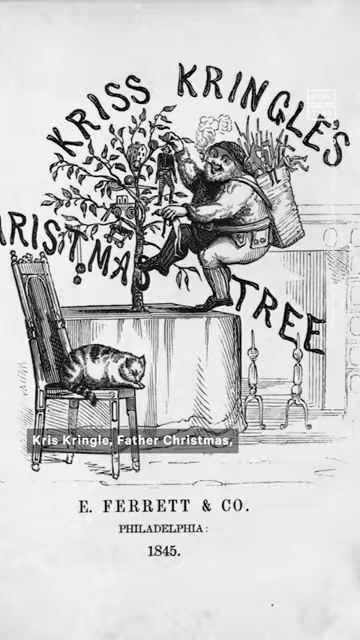 KRISS KRINGLE'S
CHRISTMAS
TREE
Kris Kringle, Father Christmas,
E. FERRETT & CO.
PHILADELPHIA:
1845.